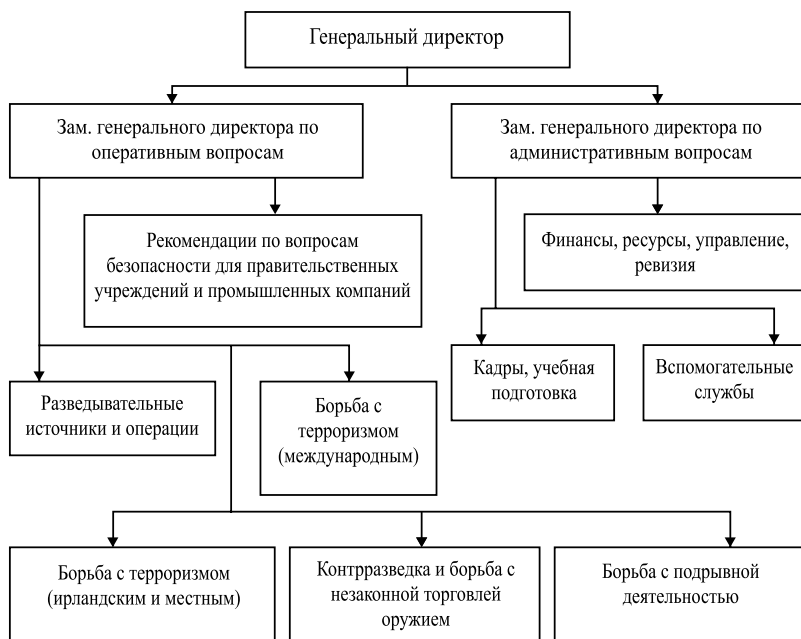 Генеральный директор
Зам. генерального директора по
оперативным вопросам
Зам. генерального директора по
административным вопросам
Рекомендации по вопросам
безопасности для правительственных
учреждений и промышленных компаний
Финансы, ресурсы, управление,
ревизия
Разведывательные
источники и операции
Борьба с
терроризмом
(международным)
Кадры, учебная
подготовка
Вспомогательные
службы
Борьба с терроризмом
(ирландским и местным)
Контрразведка и борьба с
незаконной торговлей
оружием
Борьба с подрывной
деятельностью